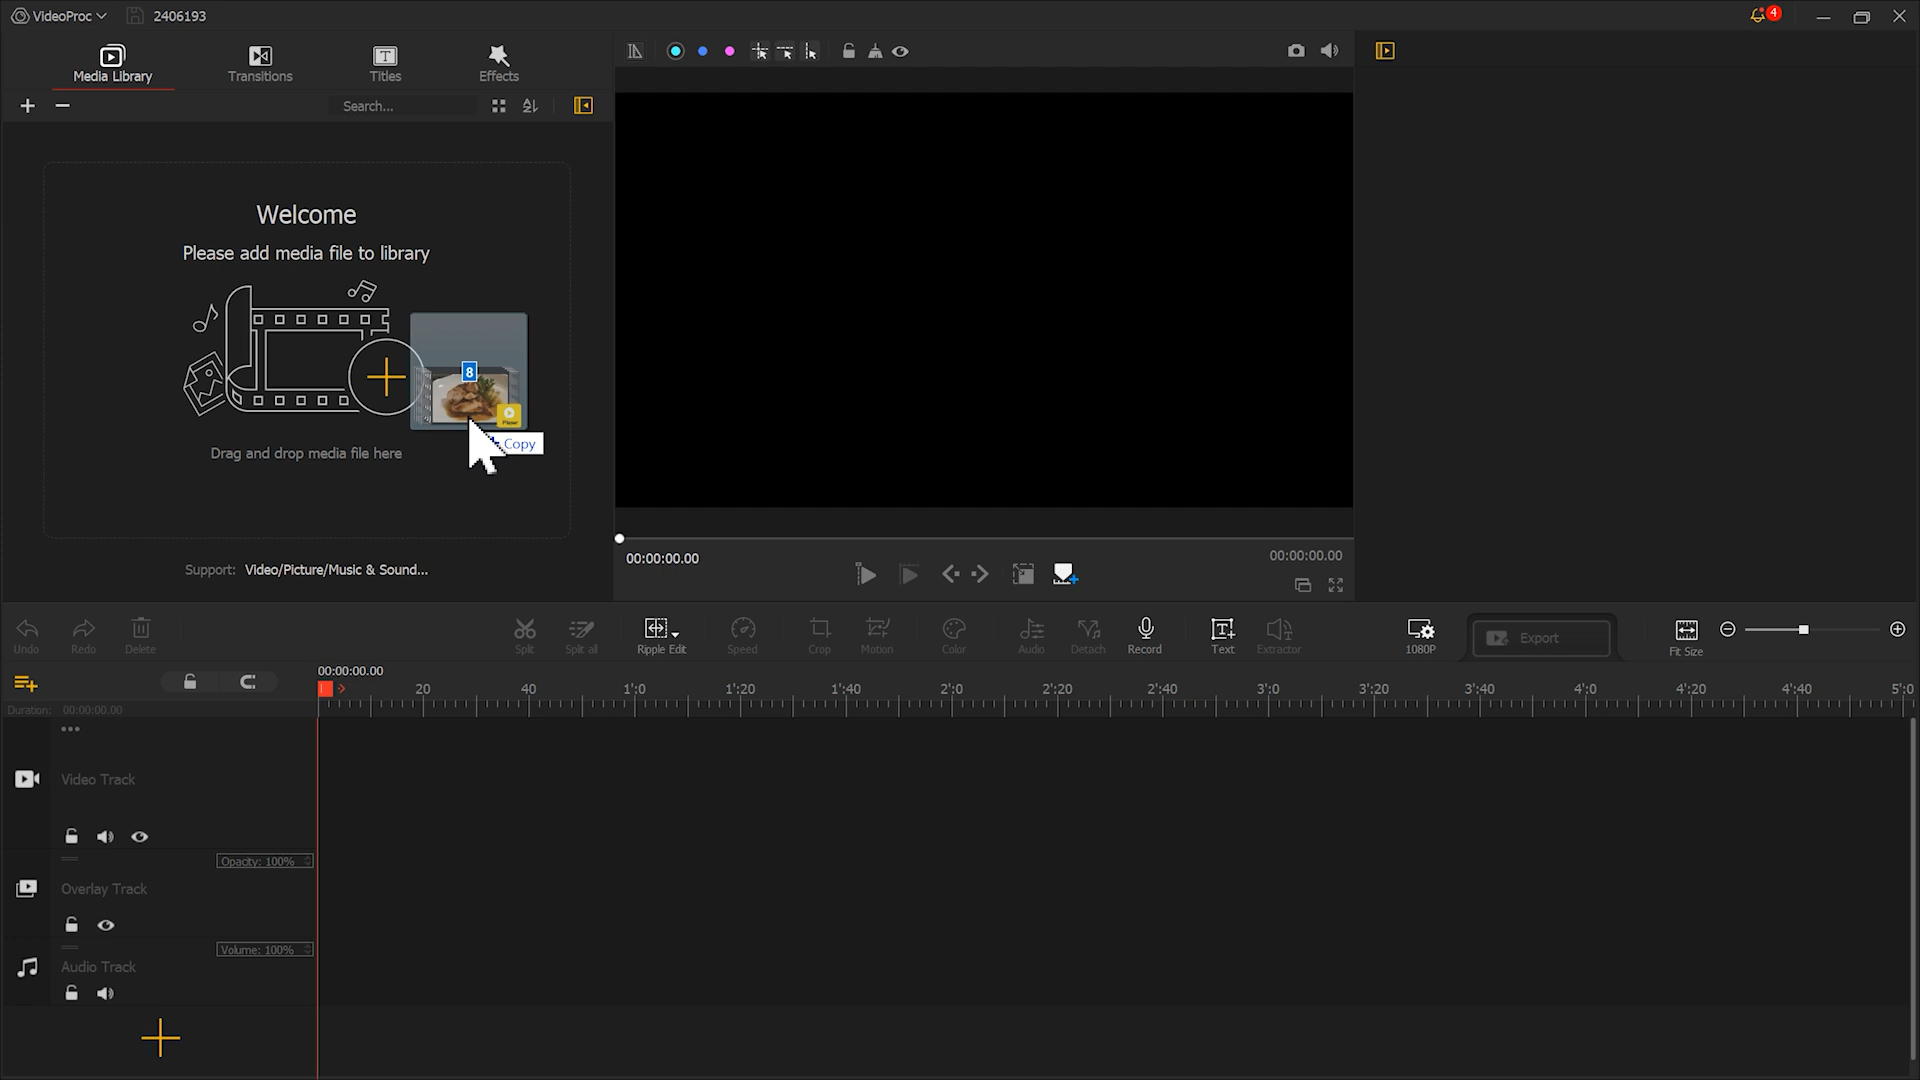 VideoProc
2406193
4
Media Library
Transitions
Titles
Effects
Search...
Welcome
Please add media file to library
8
Copy
Drag and drop media file here
Support: Video/Picture/Music & Sound...
00:00:00.00
00:00:00.00
Undo
Redo
Delete
Split
Split all
Ripple Edit
Speed
Crop
Motion
Color
Audio
Detach
Record
Text
Extractor
1080P
Export
Fit Size
00:00:00.00
20
40
1'0
1'20
1'40
2'0
2'20
2'40
3'0
3'20
3'40
4'0
4'20
4'40
5'0
Duration: 00:00:00.00
Video Track
Opacity: 100%
Overlay Track
Volume: 100%
Audio Track